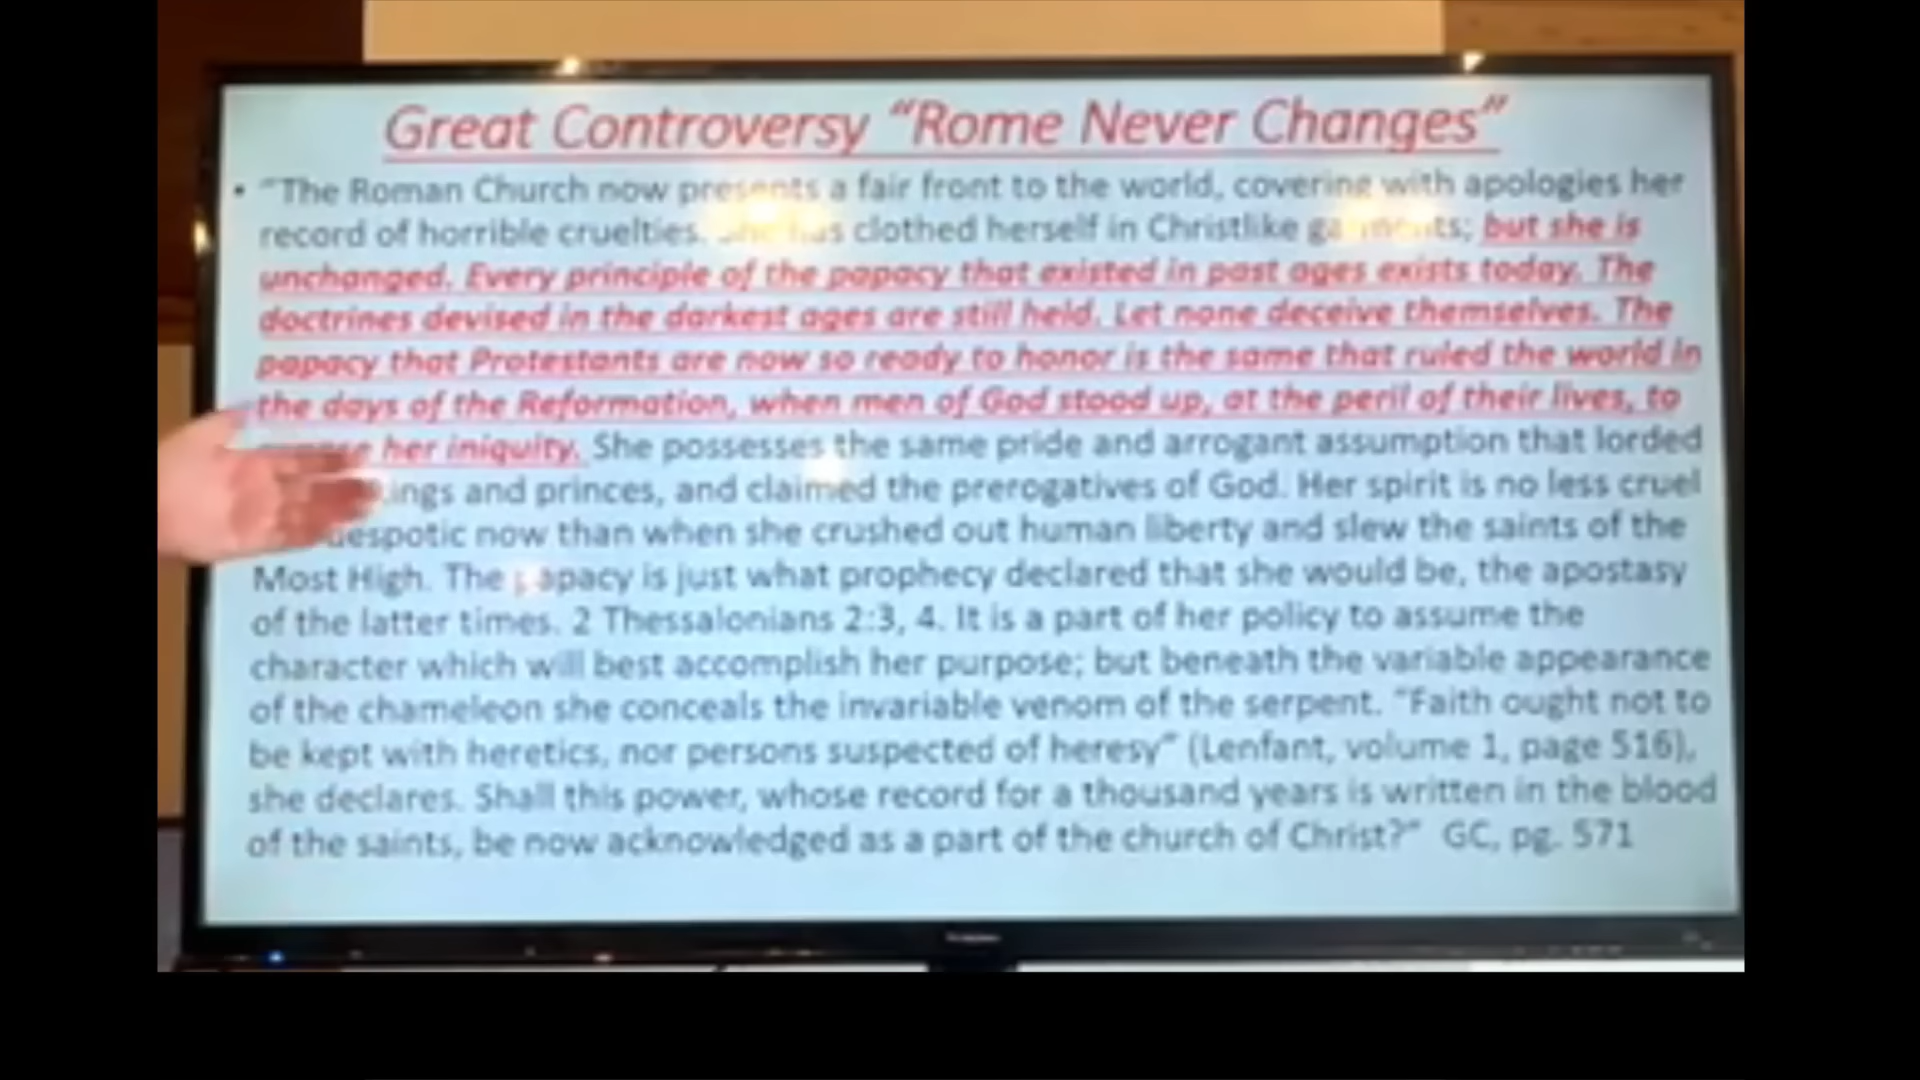 Great Controversy "Rome Never Changes"
• "The Roman Church now presents a fair front to the world, covering with apologies her
record of horrible cruelties. She has clothed herself in Christlike garments; but she is
unchanged. Every principle of the papacy that existed in past ages exists today. The
doctrines devised in the darkest ages are still held. Let none deceive themselves. The
papacy that Protestants are now so ready to honor is the same that ruled the world in
the days of the Reformation, when men of God stood up, at the peril of their lives, to
her iniquity. She possesses the same pride and arrogant assumption that lorded
and princes, and claimed the prerogatives of God. Her spirit is no less cruel
despotic now than when she crushed out human liberty and slew the saints of the
Most High. The papacy is just what prophecy declared that she would be, the apostasy
of the latter times. 2 Thessalonians 2:3, 4. It is a part of her policy to assume the
character which will best accomplish her purpose; but beneath the variable appearance
of the chameleon she conceals the invariable venom of the serpent. "Faith ought not to
be kept with heretics, nor persons suspected of heresy" (Lenfant, volume 1, page 516),
she declares. Shall this power, whose record for a thousand years is written in the blood
of the saints, be now acknowledged as a part of the church of Christ?" GC, pg. 571